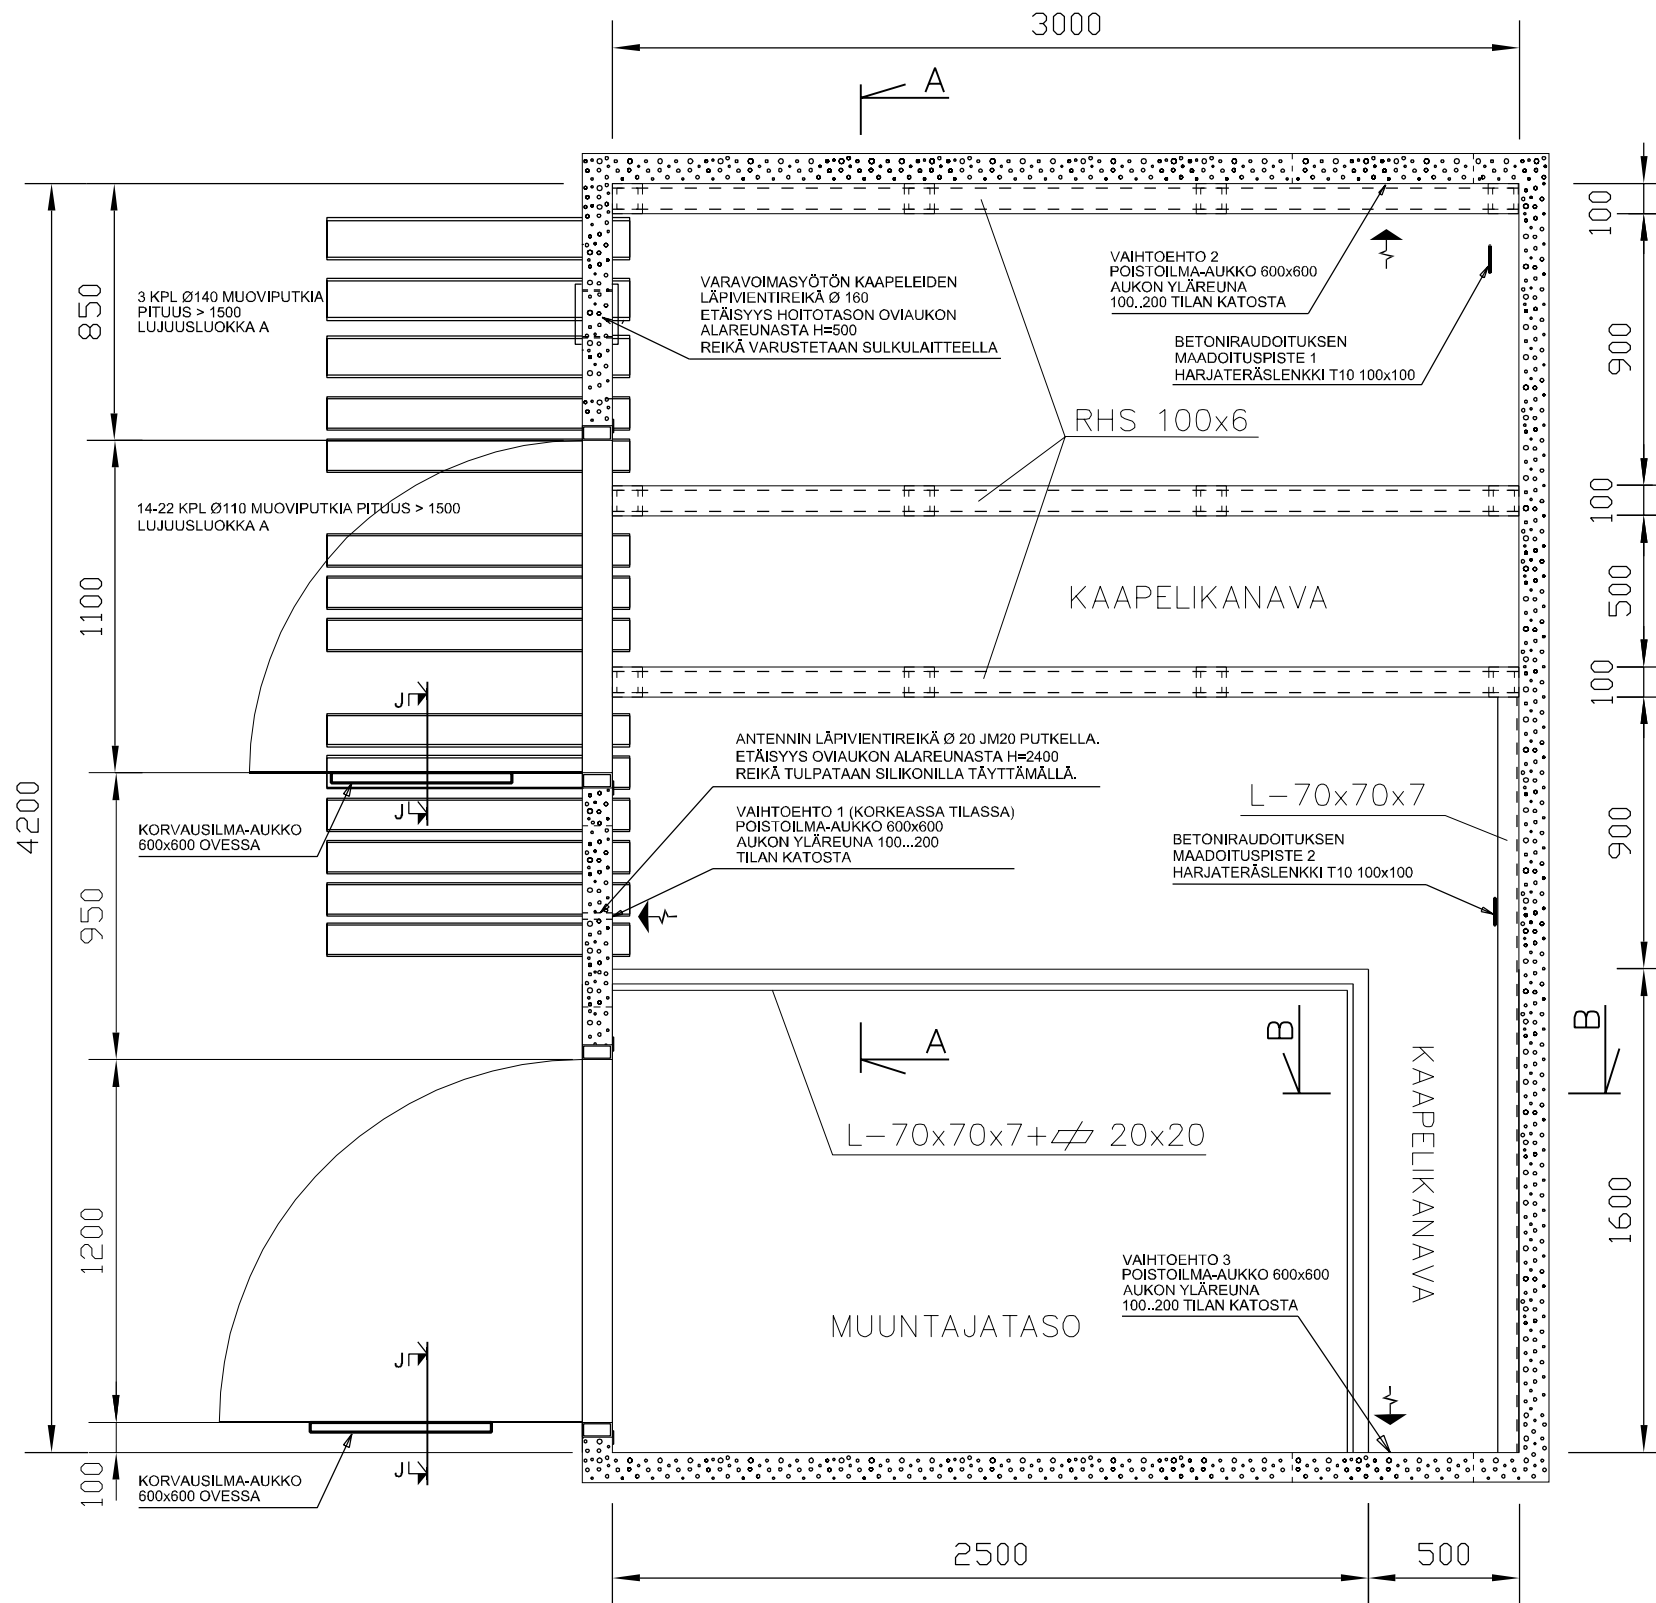 3000
A
100
850
3 KPL Ø140 MUOVIPUTKIA
PITUUS > 1500
LUJUUSLUOKKA A
VARAVOIMASYÖTÖN KAAPELEIDEN
LÄPIVIENTIREIKÄ Ø 160
ETÄISYYS HOITOTASON OVIAUKON
ALAREUNASTA H=500
REIKÄ VARUSTETAAN SULKULAITTEELLA
VAIHTOEHTO 2
POISTOILMA-AUKKO 600x600
AUKON YLÄREUNA
100..200 TILAN KATOSTA
BETONIRAUDOITUKSEN
MAADOITUSPISTE 1
HARJATERÄSLENKKI T10 100x100
900
RHS 100x6
100
14-22 KPL Ø110 MUOVIPUTKIA PITUUS > 1500
LUJUUSLUOKKA A
1100
KAAPELIKANAVA
500
100
J
J
4200
ANTENNIN LÄPIVIENTIREIKÄ Ø 20 JM20 PUTKELLA.
ETÄISYYS OVIAUKON ALAREUNASTA H=2400
REIKÄ TULPATAAN SILIKONILLA TÄYTTÄMÄLLÄ.
VAIHTOEHTO 1 (KORKEASSA TILASSA)
POISTOILMA-AUKKO 600x600
AUKON YLÄREUNA 100...200
TILAN KATOSTA
L-70x70x7
KORVAUSILMA-AUKKO
600x600 OVESSA
BETONIRAUDOITUKSEN
MAADOITUSPISTE 2
HARJATERÄSLENKKI T10 100x100
900
950
A
B
B
L-70x70x7+ 20x20
KAAPELIKANAVA
1200
1600
VAIHTOEHTO 3
POISTOILMA-AUKKO 600x600
AUKON YLÄREUNA
100..200 TILAN KATOSTA
MUUNTAJATASO
J
J
100
KORVAUSILMA-AUKKO
600x600 OVESSA
2500
500